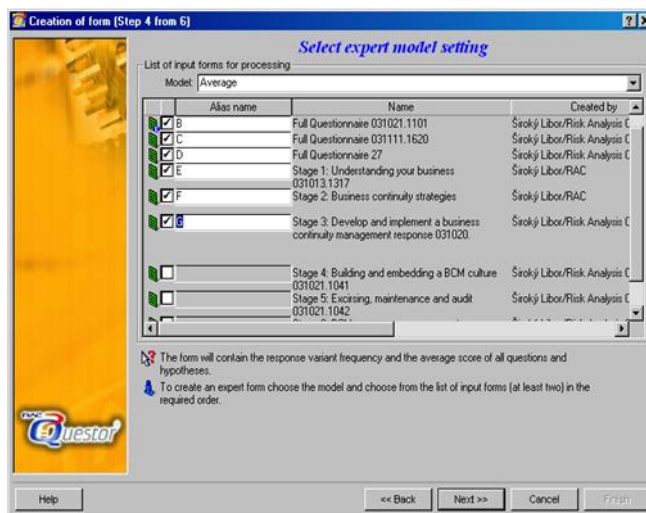 Creation of form (Step 4 from 6)
Select expert model setting
List of input forms for processing
Model: Average
Alias name Name Created by
B Full Questionnaire 031021.1101 Široký Libor/Risk Analysis C
C Full Questionnaire 031111.1620 Široký Libor/Risk Analysis C
D Full Questionnaire 27 Široký Libor/Risk Analysis C
E Stage 1: Understanding your business Široký Libor/RAC
031013.1317
F Stage 2: Business continuity strategies Široký Libor/RAC
G Stage 3: Develop and implement a business Široký Libor/Risk Analysis C
continuity management response 031020.
Stage 4: Building and embedding a BCM culture Široký Libor/Risk Analysis C
031021.1041
Stage 5: Excirsing, maintenance and audit Široký Libor/Risk Analysis C
031021.1042
The form will contain the response variant frequency and the average score of all questions and
hypotheses.
To create an expert form choose the model and choose from the list of input forms (at least two) in the
required order.
RAC
Questor
Help << Back Next >> Cancel Finish